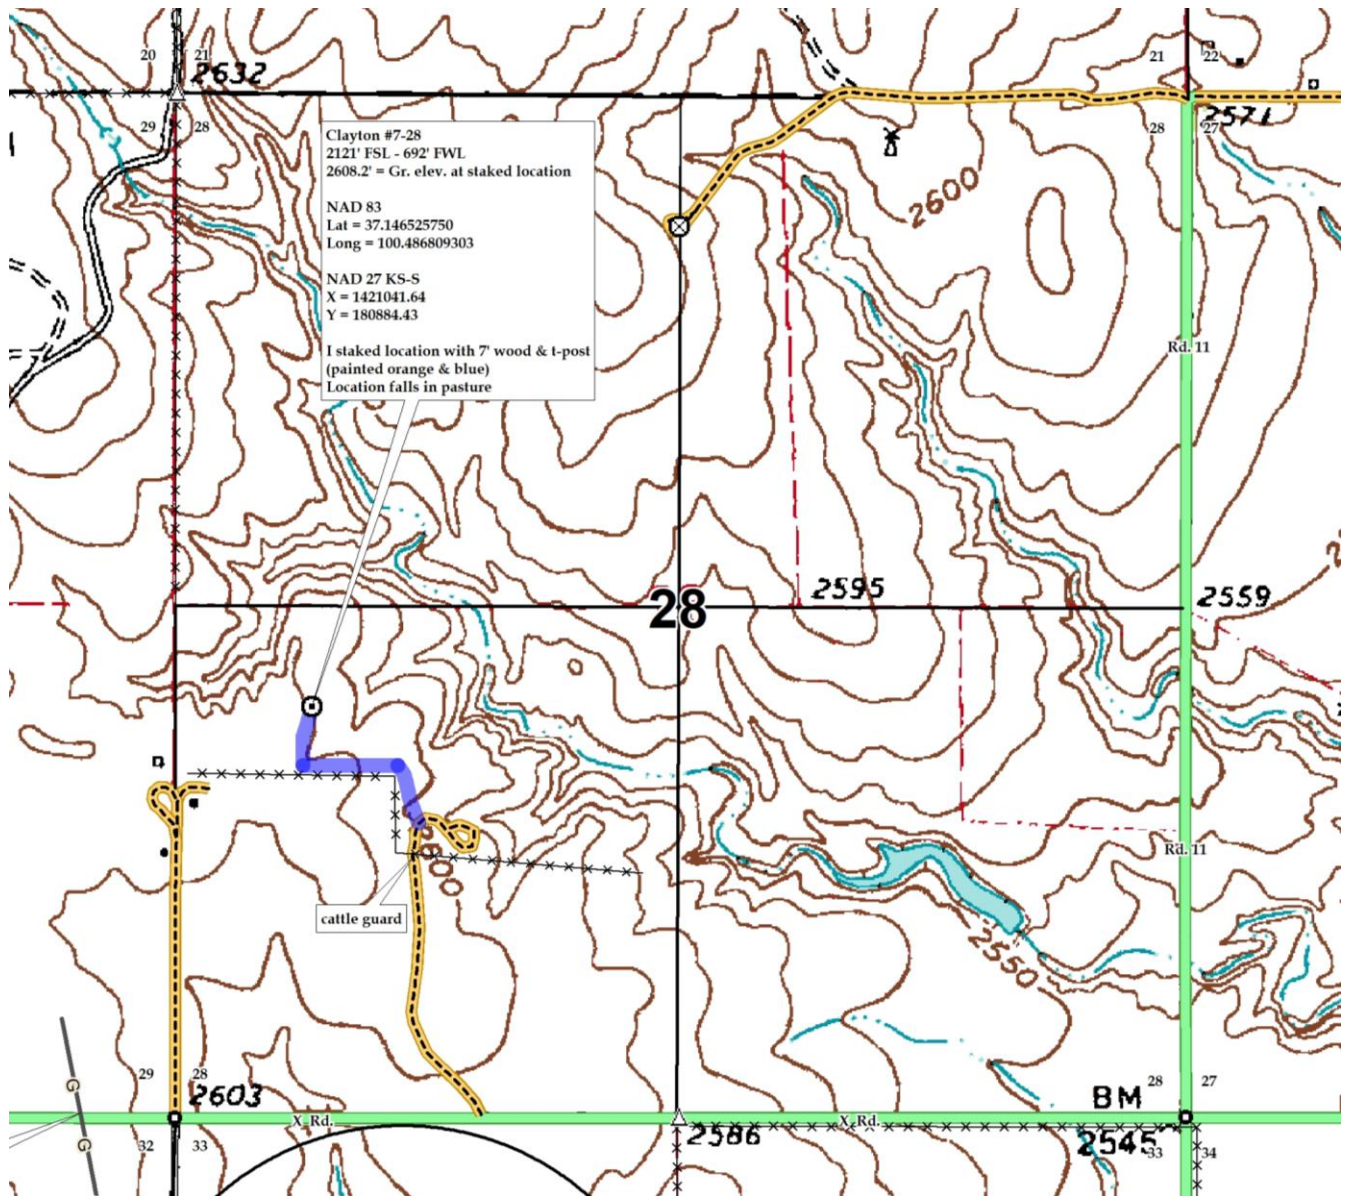 20 21
2632
29 28
21 22
2571
28 27
Clayton #7-28
2121' FSL - 692' FWL
2608.2' = Gr. elev. at staked location
NAD 83
Lat = 37.146525750
Long = 100.486809303
NAD 27 KS-S
X = 1421041.64
Y = 180884.43
I staked location with 7' wood & t-post
(painted orange & blue)
Location falls in pasture
2600
Rd. 11
2595
2559
28
Rd. 11
cattle guard
2550
29 28
2603
G
G
X Rd.
X Rd.
32 33
2586
28 27
BM
2545
33 34